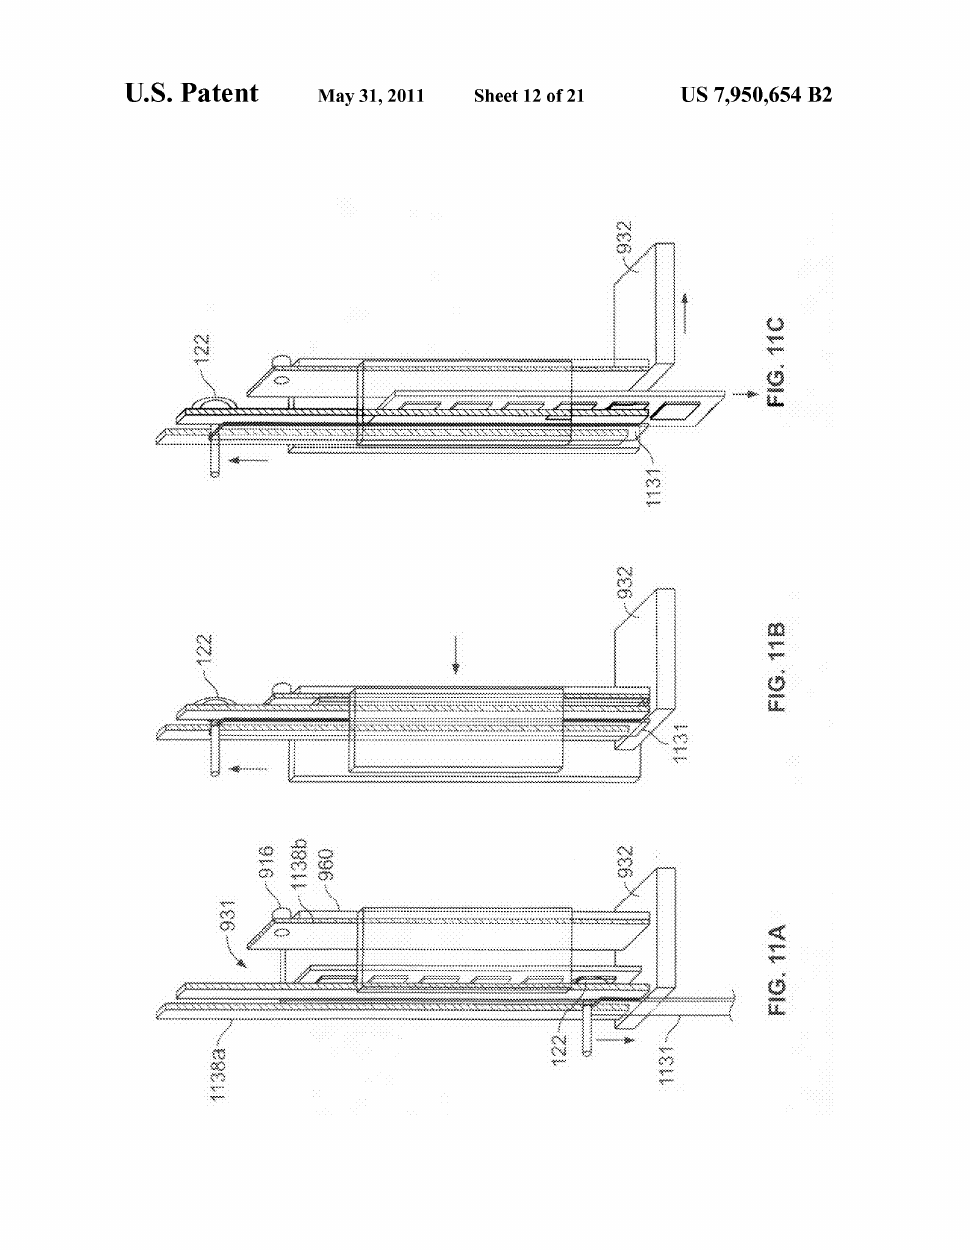 U.S. Patent May 31, 2011 Sheet 12 of 21 US 7,950,654 B2
122
932
1131
FIG. 11C
122
932
1131
FIG. 11B
931
916
1138b
960
932
1138a
122
1131
FIG. 11A